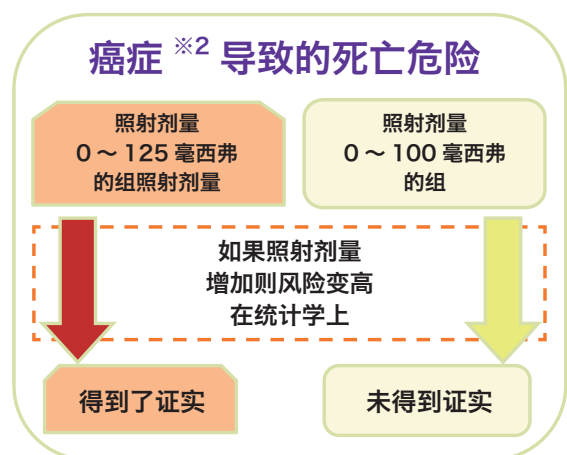 癌症 ※2 导致的死亡危险
照射剂量
0 ～ 125 毫西弗
的组照射剂量
照射剂量
0 ～ 100 毫西弗
的组
如果照射剂量
增加则风险变高
在统计学上
得到了证实
未得到证实